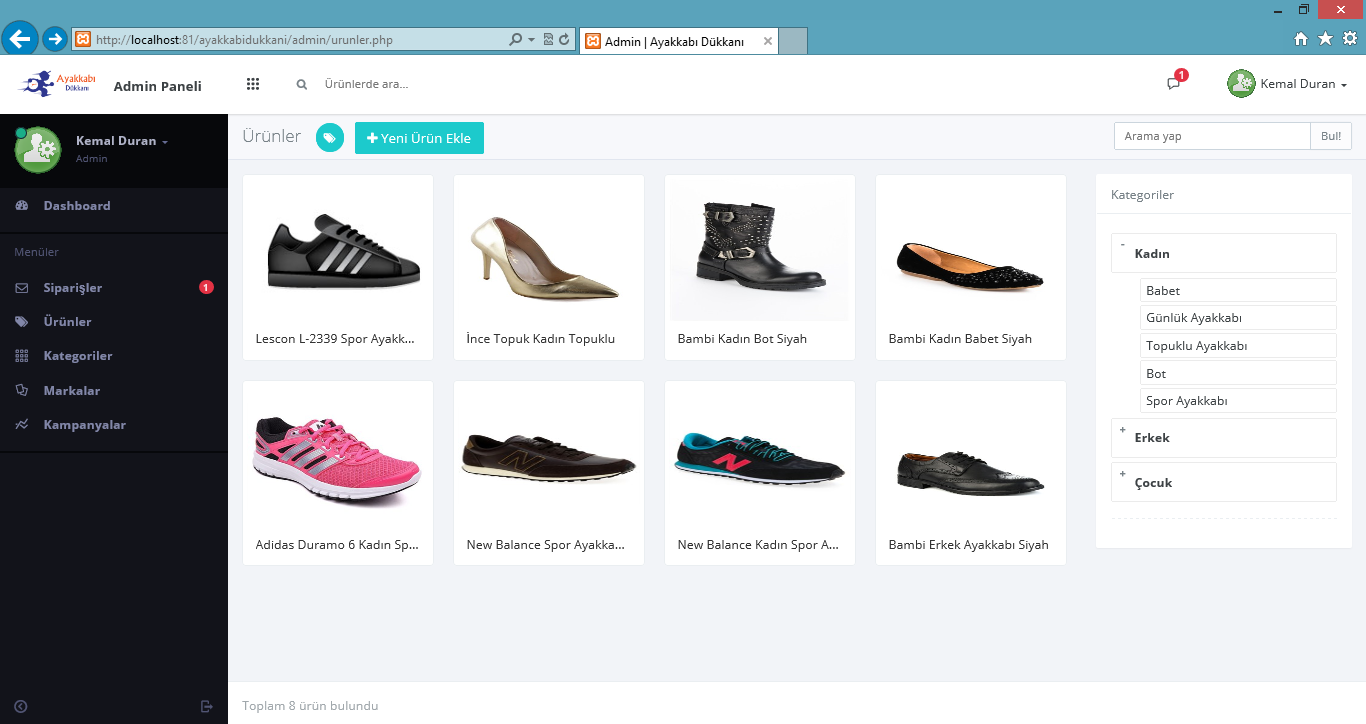 http://localhost:81/ayakkabidukkani/admin/urunler.php
Admin | Ayakkabı Dükkanı
Ayakkabı
Dükkanı
Admin Paneli
Ürünlerde ara...
1
Kemal Duran
Kemal Duran
Admin
Dashboard
Menüler
Siparişler
1
Ürünler
Kategoriler
Markalar
Kampanyalar
Ürünler
Yeni Ürün Ekle
Arama yap
Bul!
Lescon L-2339 Spor Ayakk...
İnce Topuk Kadın Topuklu
Bambi Kadın Bot Siyah
Bambi Kadın Babet Siyah
Adidas Duramo 6 Kadın Sp...
New Balance Spor Ayakka...
New Balance Kadın Spor A...
Bambi Erkek Ayakkabı Siyah
Kategoriler
- Kadın
Babet
Günlük Ayakkabı
Topuklu Ayakkabı
Bot
Spor Ayakkabı
+ Erkek
+ Çocuk
Toplam 8 ürün bulundu